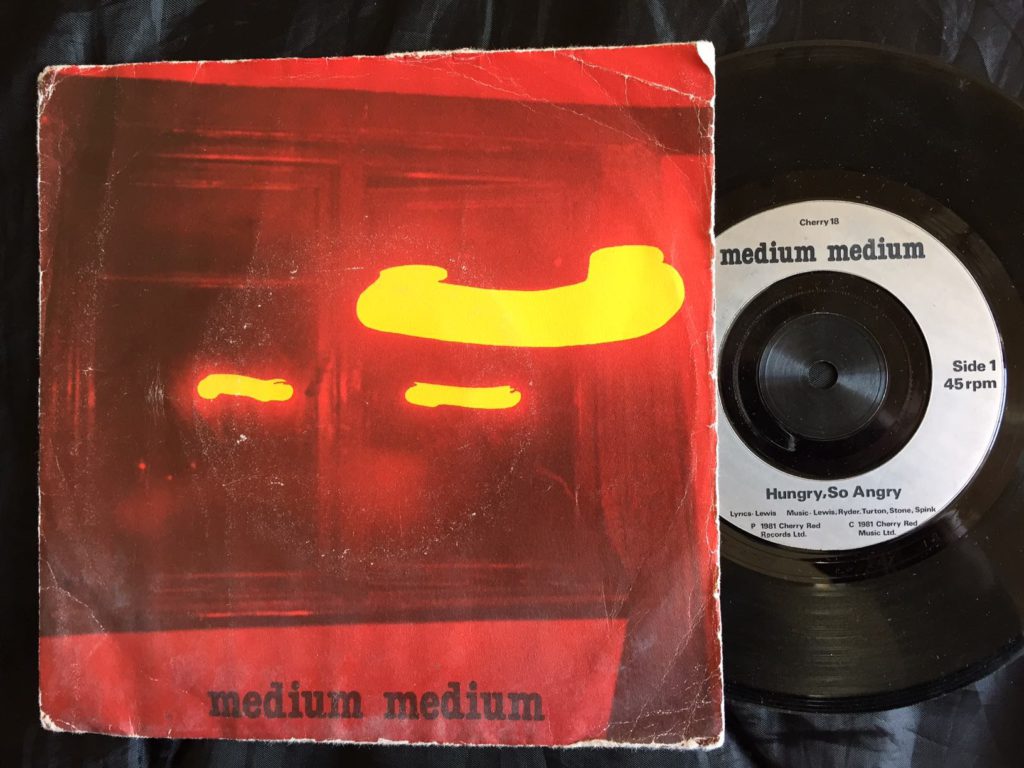 medium medium
Cherry 18
medium medium
Side 1
45 rpm
Hungry, So Angry
Lyrics- Lewis Music- Lewis, Ryder, Turton, Stone, Spink
P 1981 Cherry Red Records Ltd.
C 1981 Cherry Red Music Ltd.